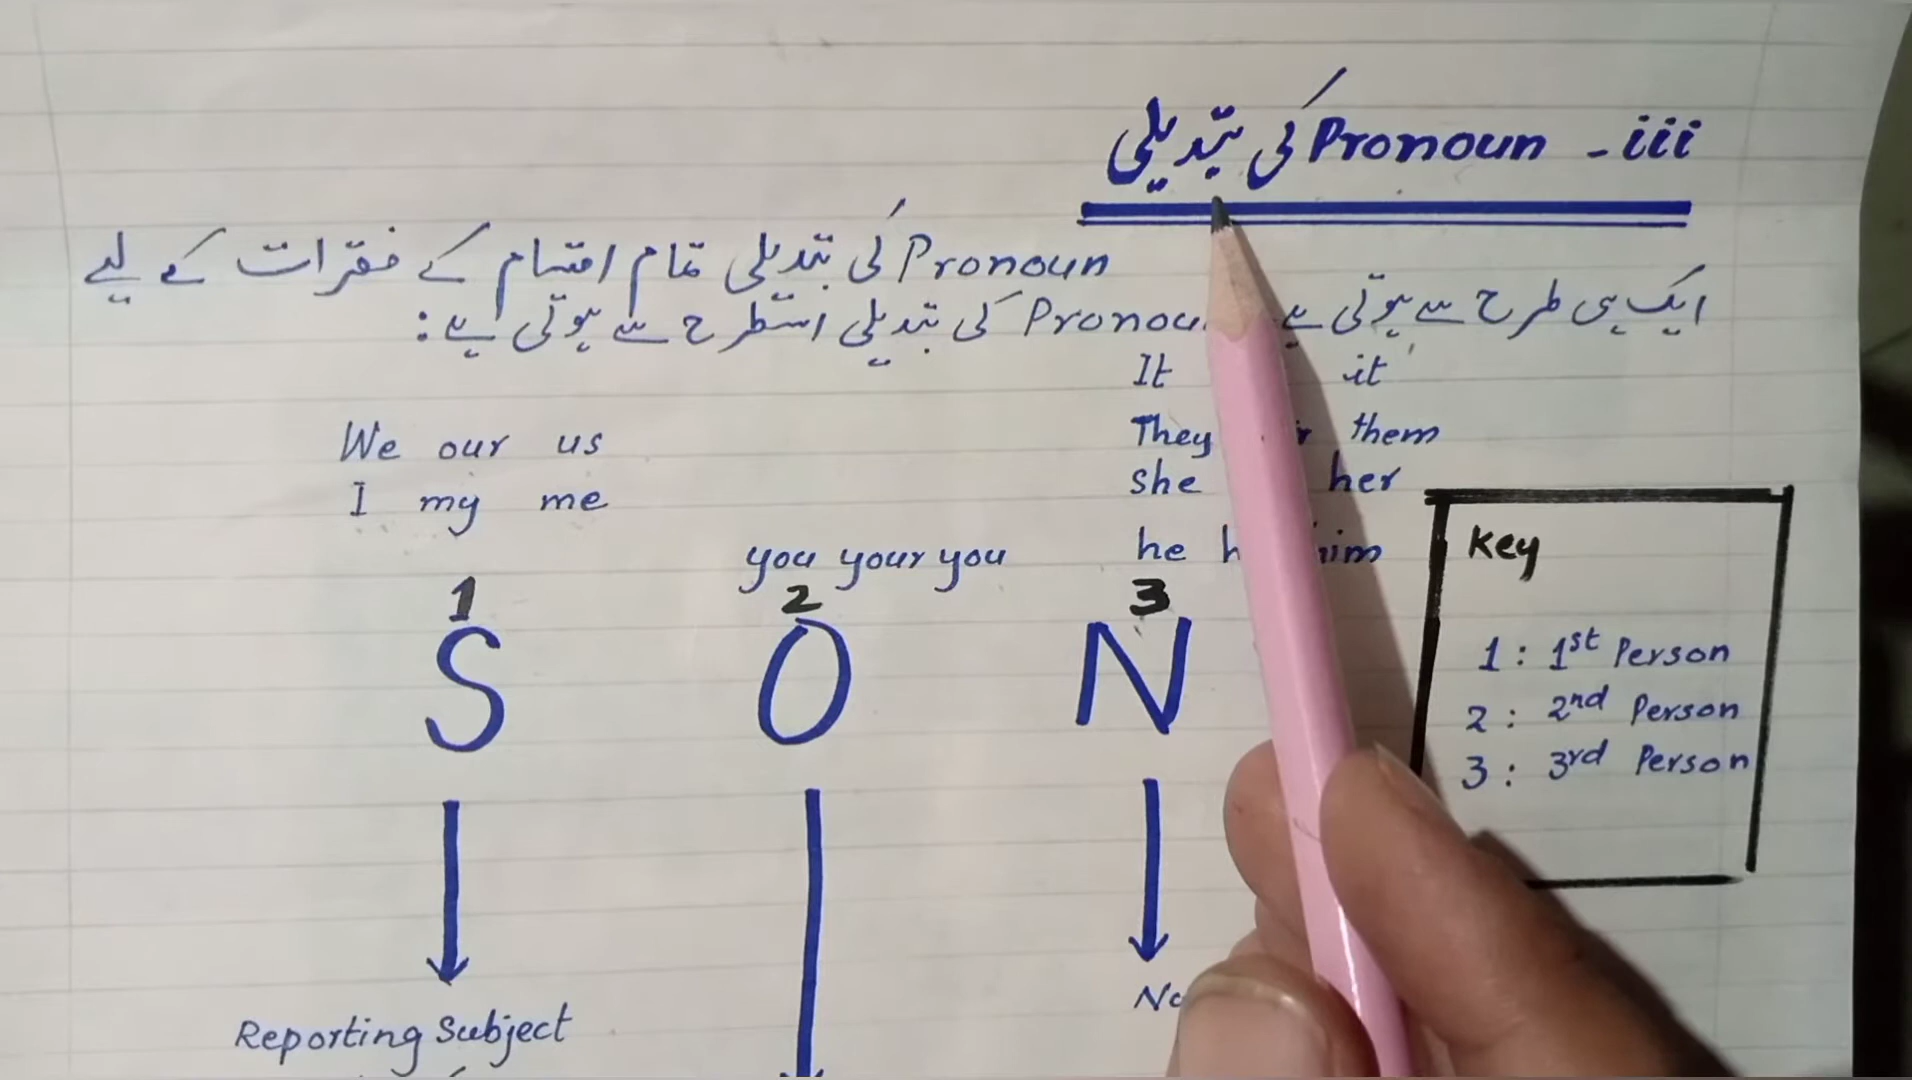 iii - Pronoun کی تبدیلی
Pronoun کی تبدیلی تمام اقسام کے فقرات کے لیے
ایک ہی طرح سے ہوتی ہے کی تبدیلی اسطرح سے ہوتی ہے:
It it
They them
We our us
she her
I my me
he him
you your you
1 2 3
S O N
Key
1 : 1st Person
2 : 2nd Person
3 : 3rd Person
Reporting Subject